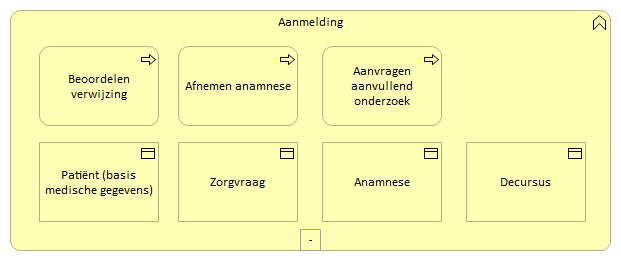 Aanmelding
Beoordelen
verwijzing
Afnemen anamnese
Aanvragen
aanvullend
onderzoek
Patiënt (basis
medische gegevens)
Zorgvraag
Anamnese
Decursus
-